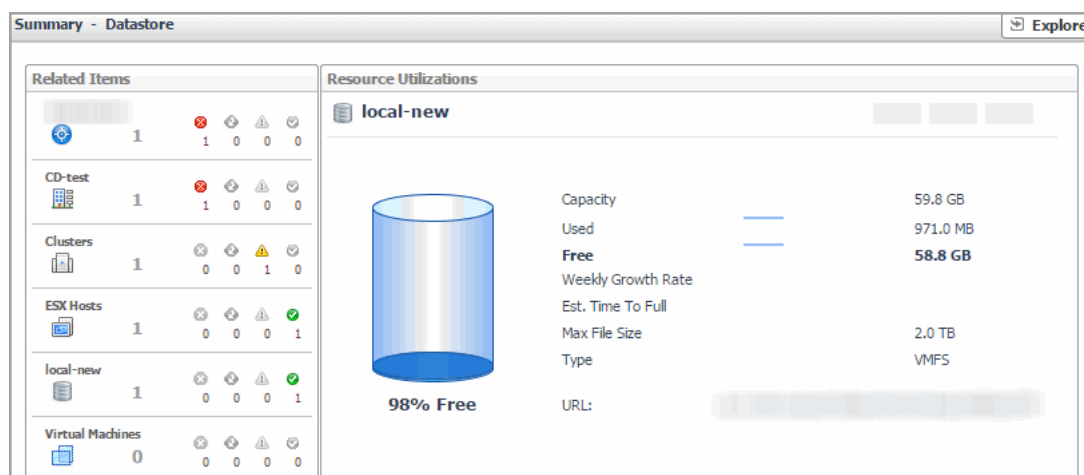 Summary - Datastore
Explore
Related Items
1
1 0 0 0
CD-test
1
1 0 0 0
Clusters
1
0 0 1 0
ESX Hosts
1
0 0 0 1
local-new
1
0 0 0 1
Virtual Machines
0
0 0 0 0
Resource Utilizations
local-new
98% Free
Capacity 59.8 GB
Used 971.0 MB
Free 58.8 GB
Weekly Growth Rate
Est. Time To Full
Max File Size 2.0 TB
Type VMFS
URL: